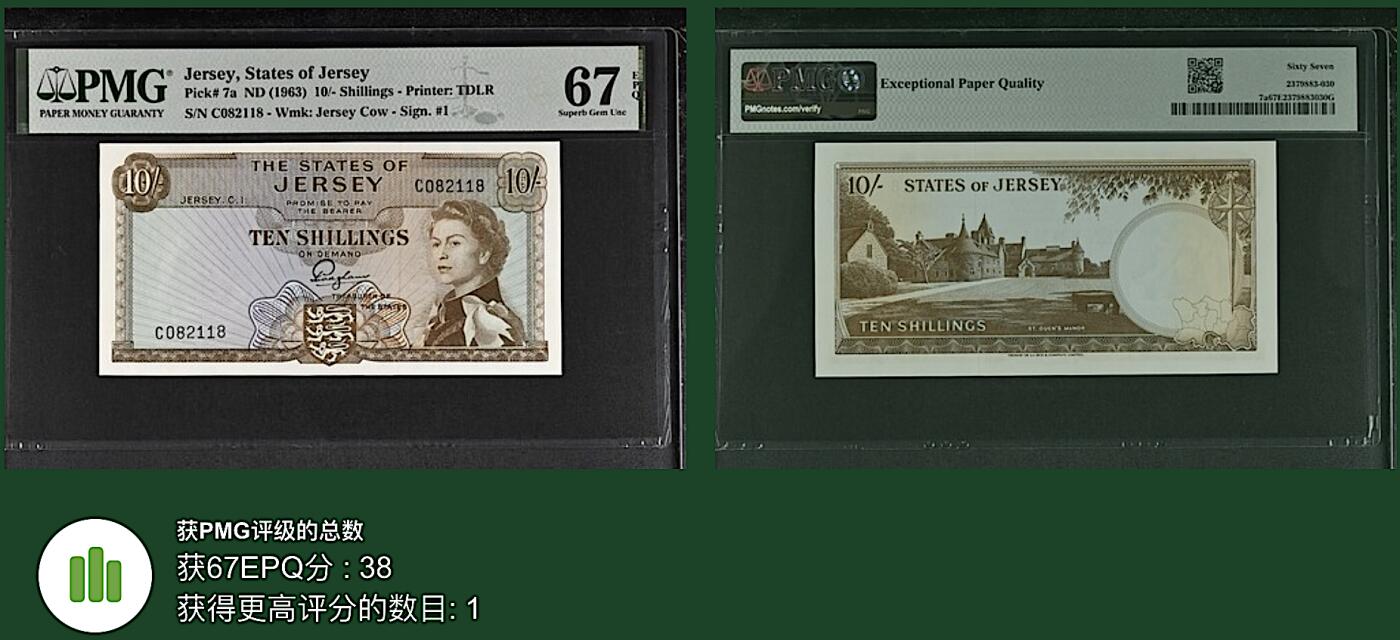 PMG
PAPER MONEY GUARANTY
Jersey, States of Jersey
Pick# 7a ND (1963) 10/- Shillings - Printer: TDLR
S/N C082118 - Wmk: Jersey Cow - Sign. #1
67
Superb Gem Unc
E
P
Q
10/-
THE STATES OF
JERSEY
C082118
10/-
JERSEY, C.I.
PROMISE TO PAY
THE BEARER
TEN SHILLINGS
ON DEMAND
TREASURER OF
THE STATES
C082118
PMG
PMGnotes.com/verify
Exceptional Paper Quality
Sixty Seven
2379883-030
7a67E2379883030G
10/-
STATES OF JERSEY
TEN SHILLINGS
ST. OUEN'S MANOR
获PMG评级的总数
获67EPQ分 : 38
获得更高评分的数目: 1